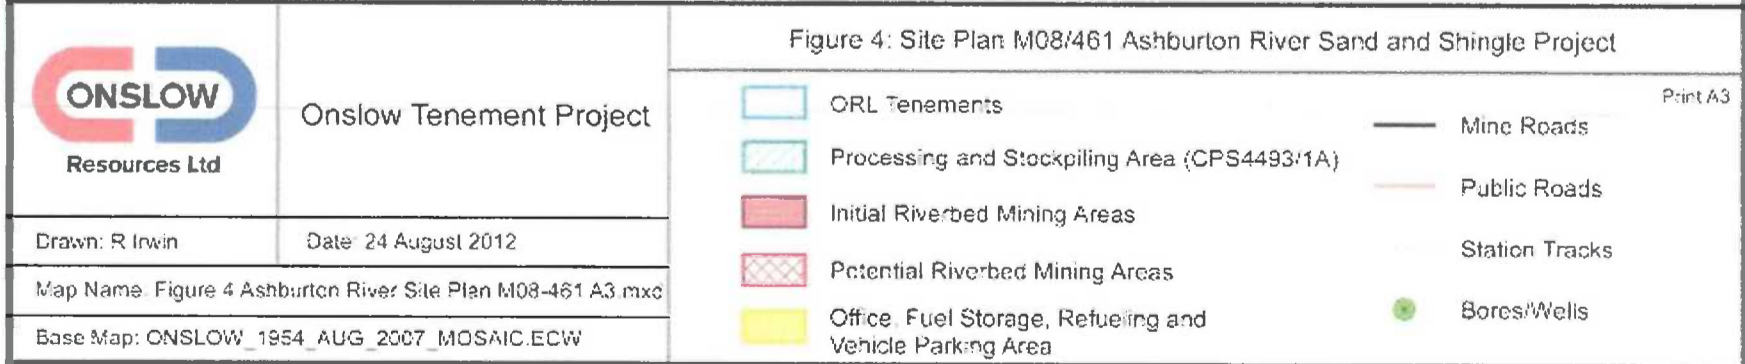 ONSLOW
Resources Ltd
Onslow Tenement Project
Drawn: R Irwin
Date: 24 August 2012
Map Name: Figure 4 Ashburton River Site Plan M08-461 A3.mxd
Base Map: ONSLOW_1954_AUG_2007_MOSAIC.ECW
Figure 4: Site Plan M08/461 Ashburton River Sand and Shingle Project
Print A3
ORL Tenements
Processing and Stockpiling Area (CPS4493/1A)
Initial Riverbed Mining Areas
Potential Riverbed Mining Areas
Office, Fuel Storage, Refueling and
Vehicle Parking Area
Mine Roads
Public Roads
Station Tracks
Bores/Wells